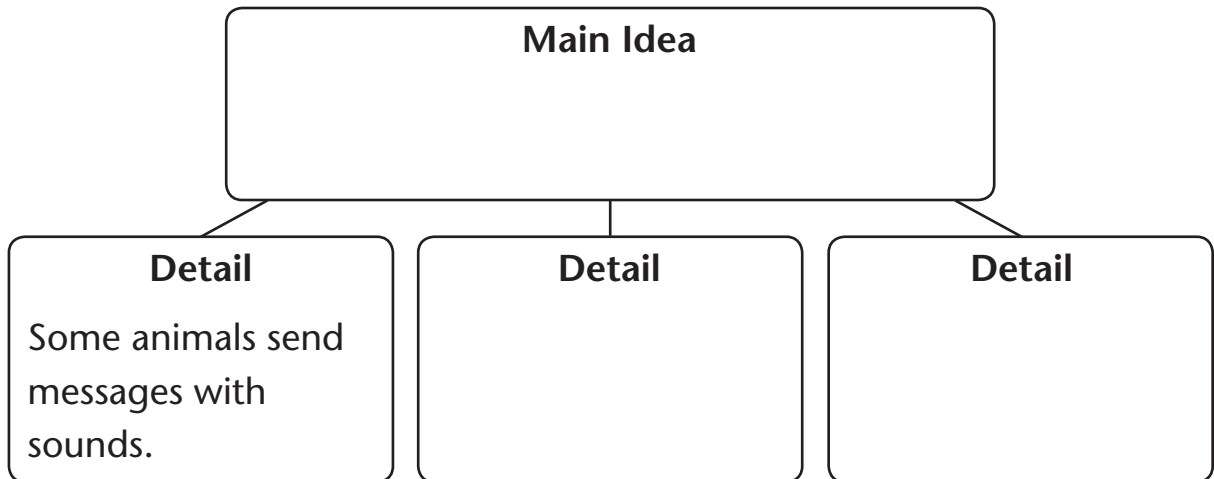 Main Idea
Detail
Some animals send
messages with
sounds.
Detail
Detail